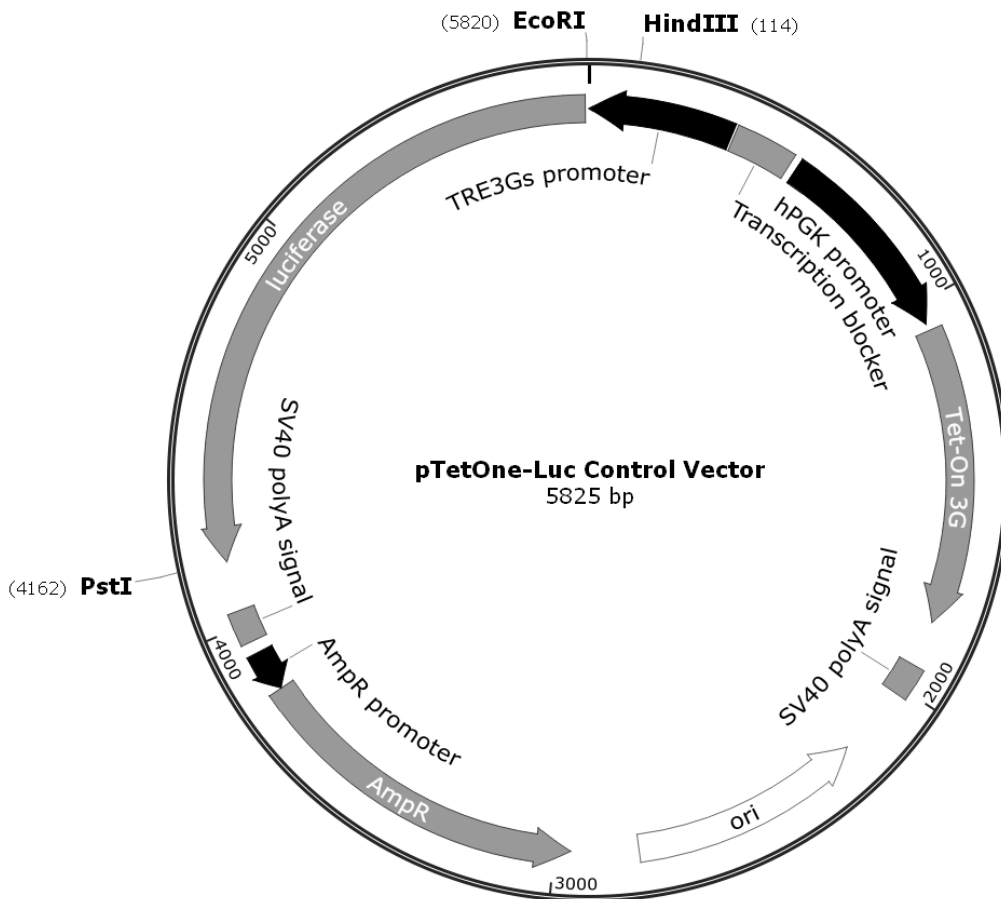 (5820) EcoRI
HindIII (114)
TRE3Gs promoter
hPGK promoter
Transcription blocker
1000
luciferase
5000
Tet-On 3G
SV40 polyA signal
pTetOne-Luc Control Vector
5825 bp
(4162) PstI
4000
AmpR promoter
SV40 polyA signal
2000
AmpR
ori
3000